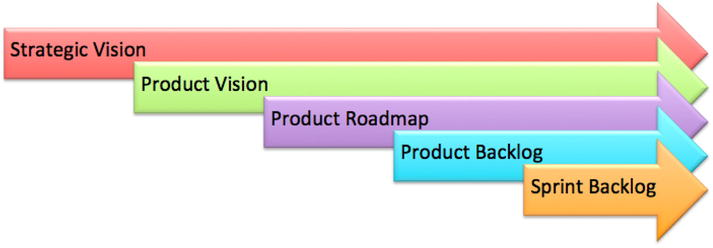 Strategic Vision
Product Vision
Product Roadmap
Product Backlog
Sprint Backlog